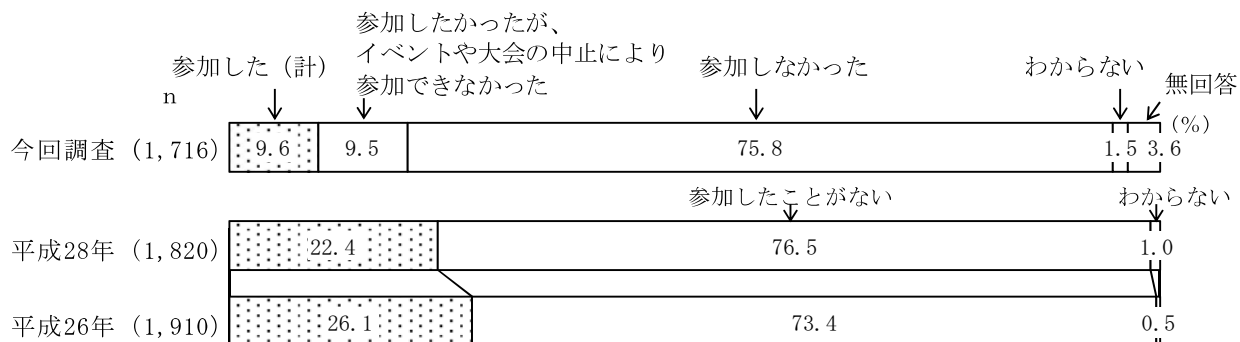 参加したかったが、
イベントや大会の中止により
参加できなかった
参加した（計）
参加しなかった
わからない
無回答
n
(%)
今回調査 (1,716) 9.6 9.5 75.8 1.5 3.6
参加したことがない
わからない
平成28年 (1,820) 22.4 76.5 1.0
平成26年 (1,910) 26.1 73.4 0.5